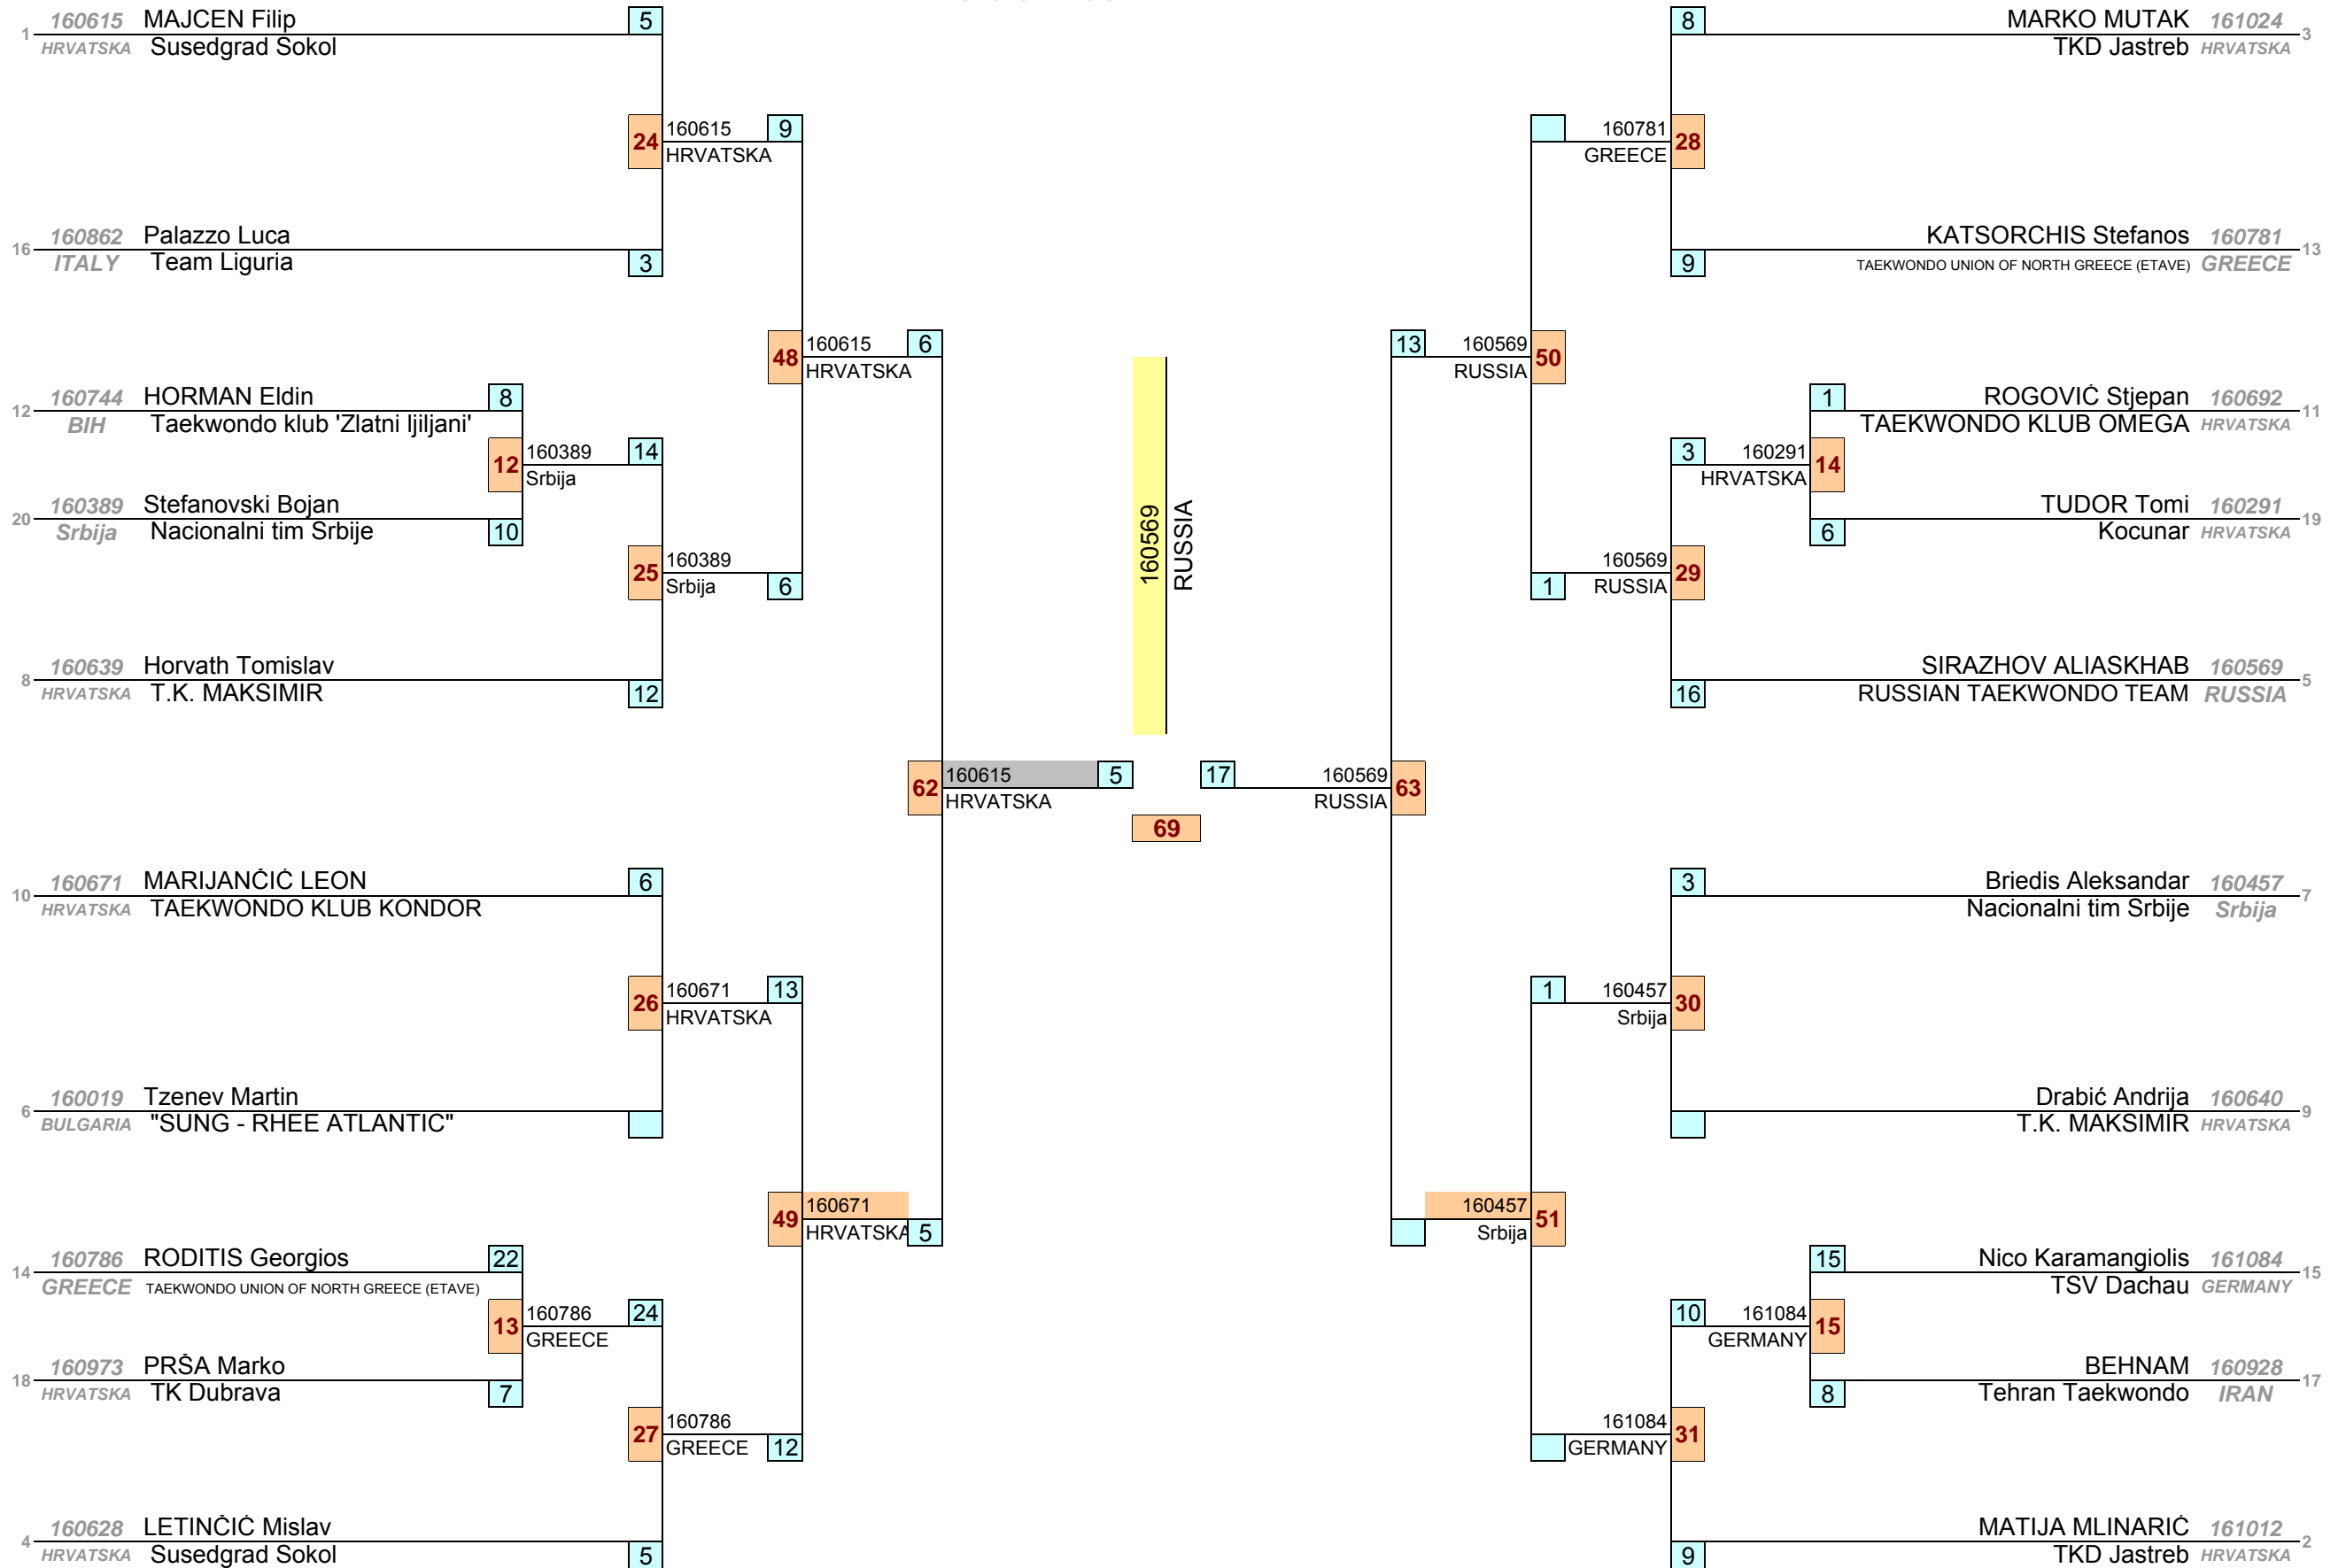 160615 MAJCEN Filip 5
1 HRVATSKA Susedgrad Sokol
24 160615 9
HRVATSKA
160862 Palazzo Luca
16 ITALY Team Liguria 3
48 160615 6
HRVATSKA
160744 HORMAN Eldin 8
12 BIH Taekwondo klub 'Zlatni ljiljani'
12 160389 14
Srbija
160389 Stefanovski Bojan
20 Srbija Nacionalni tim Srbije 10
25 160389
Srbija 6
160639 Horvath Tomislav
8 HRVATSKA T.K. MAKSIMIR 12
62 160615 5
HRVATSKA
160671 MARIJANČIĆ LEON 6
10 HRVATSKA TAEKWONDO KLUB KONDOR
26 160671 13
HRVATSKA
160019 Tzenev Martin
6 BULGARIA "SUNG - RHEE ATLANTIC"
49 160671
HRVATSKA 5
160786 RODITIS Georgios 22
14 GREECE TAEKWONDO UNION OF NORTH GREECE (ETAVE)
13 160786 24
GREECE
160973 PRŠA Marko
18 HRVATSKA TK Dubrava 7
27 160786
GREECE 12
160628 LETINČIĆ Mislav
4 HRVATSKA Susedgrad Sokol 5
160569
RUSSIA
69
8 MARKO MUTAK 161024
TKD Jastreb HRVATSKA 3
160781 28
GREECE
KATSORCHIS Stefanos 160781
9 TAEKWONDO UNION OF NORTH GREECE (ETAVE) GREECE 13
13 160569 50
RUSSIA
1 ROGOVIĆ Stjepan 160692
TAEKWONDO KLUB OMEGA HRVATSKA 11
3 160291 14
HRVATSKA
TUDOR Tomi 160291
6 Kocunar HRVATSKA 19
160569 29
1 RUSSIA
SIRAZHOV ALIASKHAB 160569
16 RUSSIAN TAEKWONDO TEAM RUSSIA 5
17 160569 63
RUSSIA
3 Briedis Aleksandar 160457
Nacionalni tim Srbije Srbija 7
1 160457 30
Srbija
Drabić Andrija 160640
T.K. MAKSIMIR HRVATSKA 9
160457 51
Srbija
15 Nico Karamangiolis 161084
TSV Dachau GERMANY 15
10 161084 15
GERMANY
BEHNAM 160928
8 Tehran Taekwondo IRAN 17
161084 31
GERMANY
MATIJA MLINARIĆ 161012
9 TKD Jastreb HRVATSKA 2